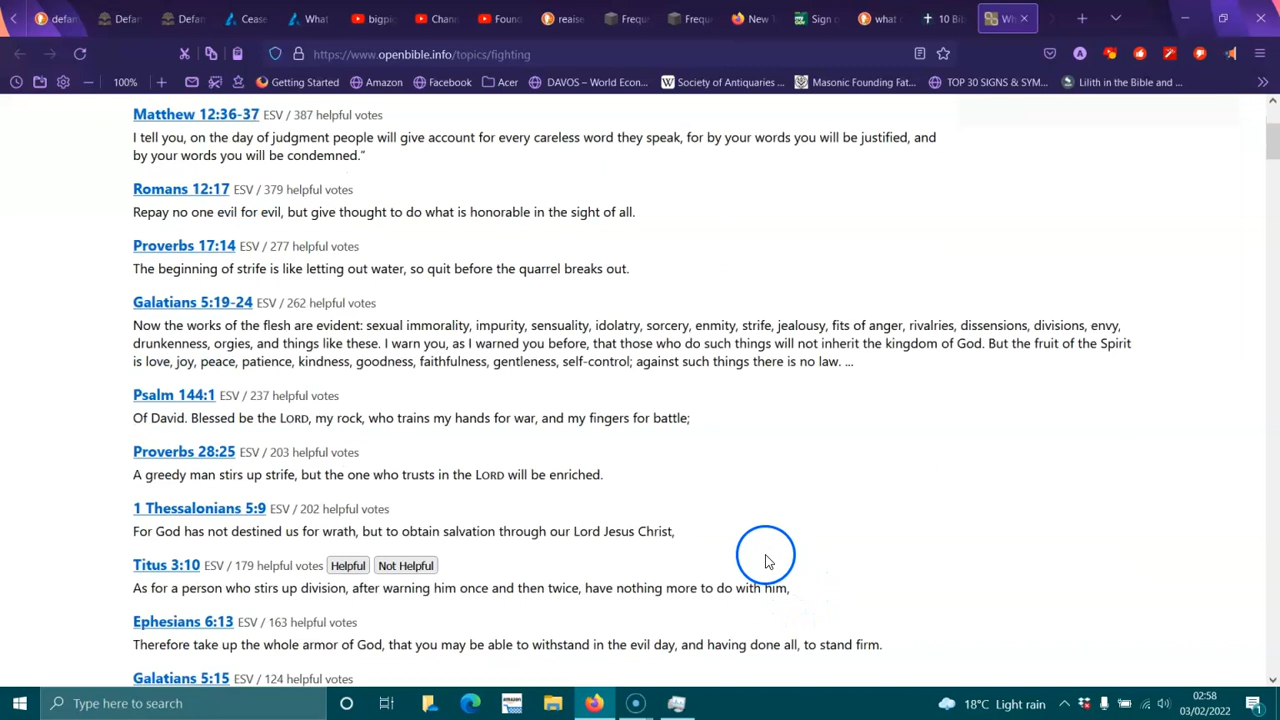 defan
Defan
Defan
Cease
What
bigpic
Chann
Found
reaise
Frequ
Frequ
New T
Sign o
what c
10 Bib
Wh
https://www.openbible.info/topics/fighting
100%
Getting Started
Amazon
Facebook
Acer
DAVOS – World Econ...
Society of Antiquaries ...
Masonic Founding Fat...
TOP 30 SIGNS & SYM...
Lilith in the Bible and ...
Matthew 12:36-37 ESV / 387 helpful votes
I tell you, on the day of judgment people will give account for every careless word they speak, for by your words you will be justified, and
by your words you will be condemned.”
Romans 12:17 ESV / 379 helpful votes
Repay no one evil for evil, but give thought to do what is honorable in the sight of all.
Proverbs 17:14 ESV / 277 helpful votes
The beginning of strife is like letting out water, so quit before the quarrel breaks out.
Galatians 5:19-24 ESV / 262 helpful votes
Now the works of the flesh are evident: sexual immorality, impurity, sensuality, idolatry, sorcery, enmity, strife, jealousy, fits of anger, rivalries, dissensions, divisions, envy,
drunkenness, orgies, and things like these. I warn you, as I warned you before, that those who do such things will not inherit the kingdom of God. But the fruit of the Spirit
is love, joy, peace, patience, kindness, goodness, faithfulness, gentleness, self-control; against such things there is no law. ...
Psalm 144:1 ESV / 237 helpful votes
Of David. Blessed be the LORD, my rock, who trains my hands for war, and my fingers for battle;
Proverbs 28:25 ESV / 203 helpful votes
A greedy man stirs up strife, but the one who trusts in the LORD will be enriched.
1 Thessalonians 5:9 ESV / 202 helpful votes
For God has not destined us for wrath, but to obtain salvation through our Lord Jesus Christ,
Titus 3:10 ESV / 179 helpful votes Helpful Not Helpful
As for a person who stirs up division, after warning him once and then twice, have nothing more to do with him,
Ephesians 6:13 ESV / 163 helpful votes
Therefore take up the whole armor of God, that you may be able to withstand in the evil day, and having done all, to stand firm.
Galatians 5:15 ESV / 124 helpful votes
Type here to search
18°C Light rain
02:58
03/02/2022